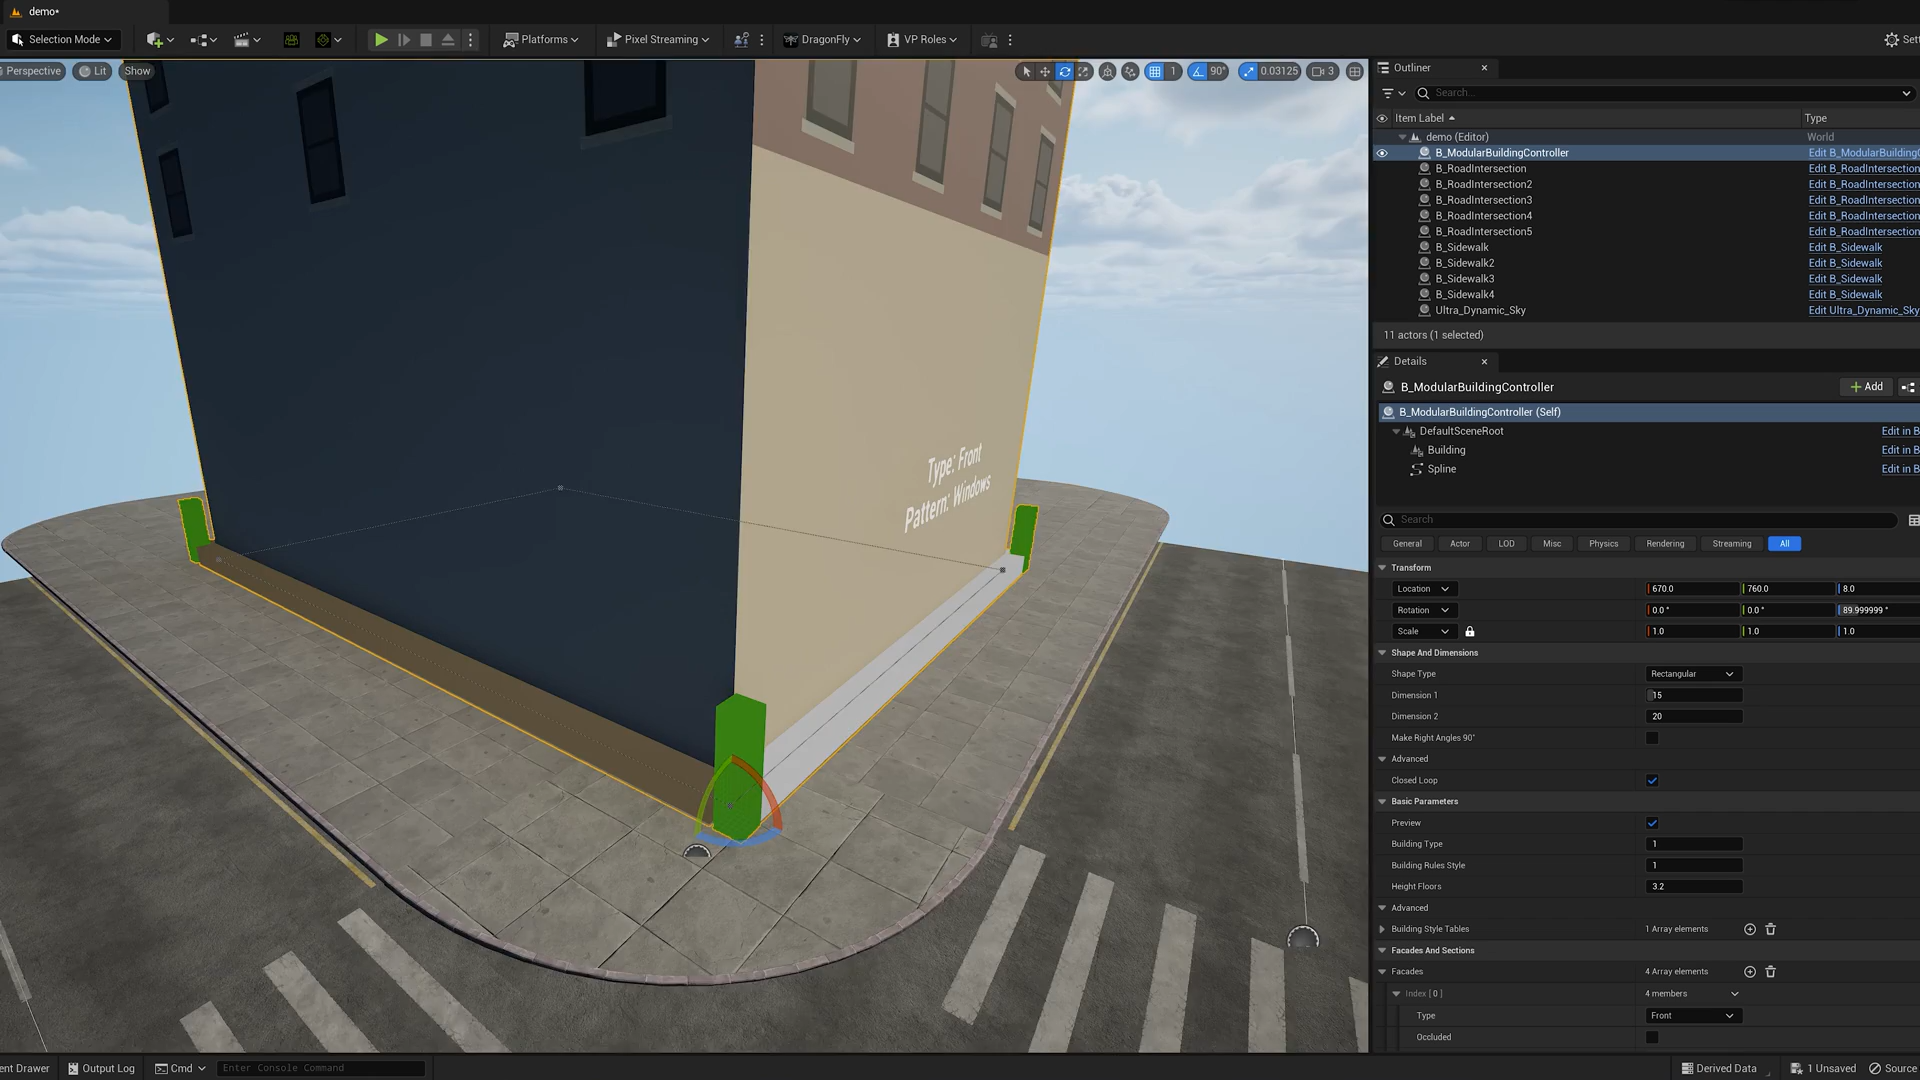 demo*
Selection Mode
Platforms
Pixel Streaming
DragonFly
VP Roles
Perspective
Lit
Show
1
90°
0.03125
3
Outliner
Search...
Item Label
Type
demo (Editor)
World
B_ModularBuildingController
Edit B_ModularBuilding
B_RoadIntersection
Edit B_RoadIntersection
B_RoadIntersection2
Edit B_RoadIntersection
B_RoadIntersection3
Edit B_RoadIntersection
B_RoadIntersection4
Edit B_RoadIntersection
B_RoadIntersection5
Edit B_RoadIntersection
B_Sidewalk
Edit B_Sidewalk
B_Sidewalk2
Edit B_Sidewalk
B_Sidewalk3
Edit B_Sidewalk
B_Sidewalk4
Edit B_Sidewalk
Ultra_Dynamic_Sky
Edit Ultra_Dynamic_Sky
11 actors (1 selected)
Details
B_ModularBuildingController
+ Add
B_ModularBuildingController (Self)
DefaultSceneRoot
Edit in B
Building
Edit in B
Spline
Edit in B
Search
General
Actor
LOD
Misc
Physics
Rendering
Streaming
All
Transform
Location
670.0
760.0
8.0
Rotation
0.0 °
0.0 °
89.999999 °
Scale
1.0
1.0
1.0
Shape And Dimensions
Shape Type
Rectangular
Dimension 1
15
Dimension 2
20
Make Right Angles 90°
Advanced
Closed Loop
Basic Parameters
Preview
Building Type
1
Building Rules Style
1
Height Floors
3.2
Advanced
Building Style Tables
1 Array elements
Facades And Sections
Facades
4 Array elements
Index [ 0 ]
4 members
Type
Front
Occluded
Type: Front
Pattern: Windows
ent Drawer
Output Log
Cmd
Enter Console Command
Derived Data
1 Unsaved
Source